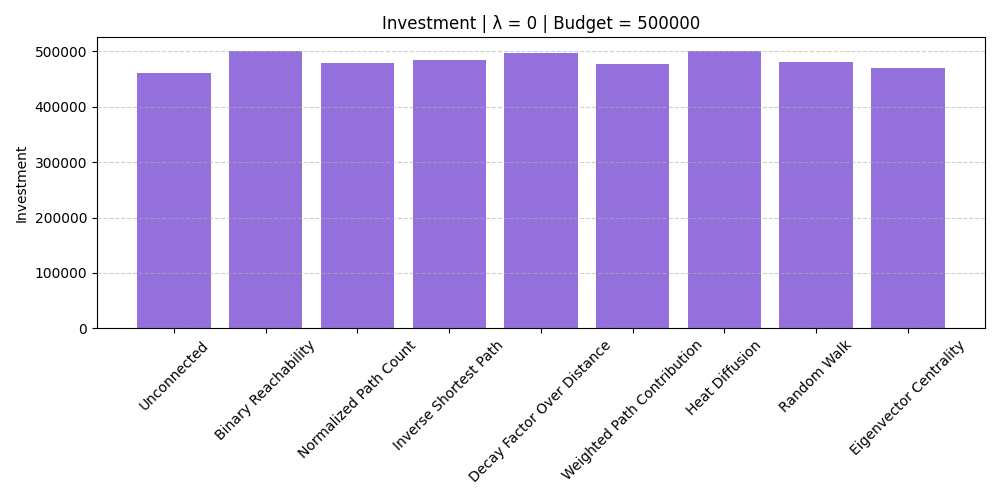 Investment | λ = 0 | Budget = 500000
Investment
500000
400000
300000
200000
100000
0
Unconnected
Binary Reachability
Normalized Path Count
Inverse Shortest Path
Decay Factor Over Distance
Weighted Path Contribution
Heat Diffusion
Random Walk
Eigenvector Centrality